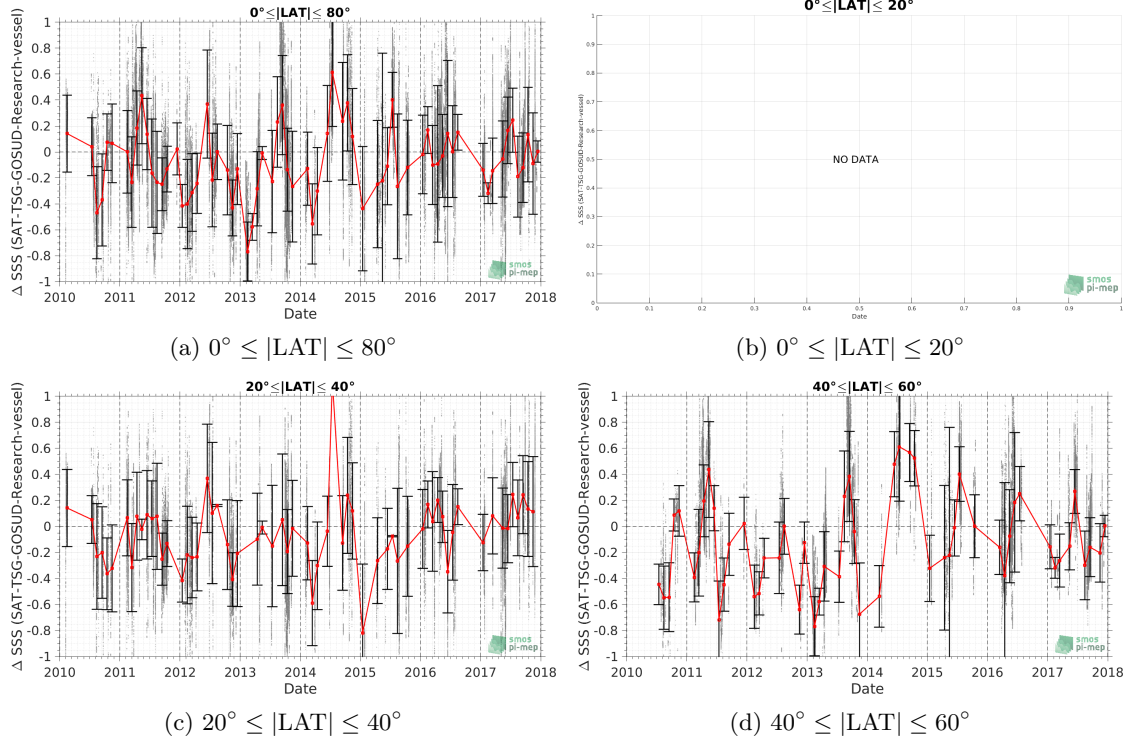 0°≤|LAT|≤ 80°
Δ SSS (SAT-TSG-GOSUD-Research-vessel)
1
0.8
0.6
0.4
0.2
0
-0.2
-0.4
-0.6
-0.8
-1
2010 2011 2012 2013 2014 2015 2016 2017 2018
Date
smos
pi-mep
(a) 0° ≤ |LAT| ≤ 80°
0°≤|LAT|≤ 20°
Δ SSS (SAT-TSG-GOSUD-Research-vessel)
1
0.9
0.8
0.7
0.6
0.5
0.4
0.3
0.2
0.1
0
NO DATA
0 0.1 0.2 0.3 0.4 0.5 0.6 0.7 0.8 0.9 1
Date
smos
pi-mep
(b) 0° ≤ |LAT| ≤ 20°
20°≤|LAT|≤ 40°
Δ SSS (SAT-TSG-GOSUD-Research-vessel)
1
0.8
0.6
0.4
0.2
0
-0.2
-0.4
-0.6
-0.8
-1
2010 2011 2012 2013 2014 2015 2016 2017 2018
Date
smos
pi-mep
(c) 20° ≤ |LAT| ≤ 40°
40°≤|LAT|≤ 60°
Δ SSS (SAT-TSG-GOSUD-Research-vessel)
1
0.8
0.6
0.4
0.2
0
-0.2
-0.4
-0.6
-0.8
-1
2010 2011 2012 2013 2014 2015 2016 2017 2018
Date
smos
pi-mep
(d) 40° ≤ |LAT| ≤ 60°